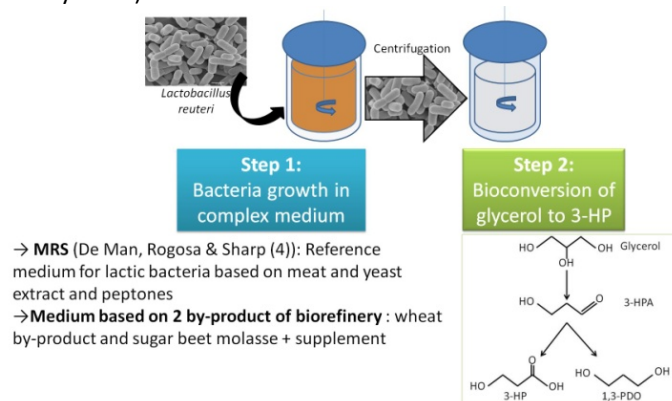 Centrifugation
Lactobacillus
reuteri
Step 1:
Bacteria growth in
complex medium
Step 2:
Bioconversion of
glycerol to 3-HP
→ MRS (De Man, Rogosa & Sharp (4)): Reference
medium for lactic bacteria based on meat and yeast
extract and peptones
→Medium based on 2 by-product of biorefinery : wheat
by-product and sugar beet molasse + supplement
HO OH Glycerol
OH
HO O 3-HPA
O
HO OH
3-HP
HO OH
1,3-PDO